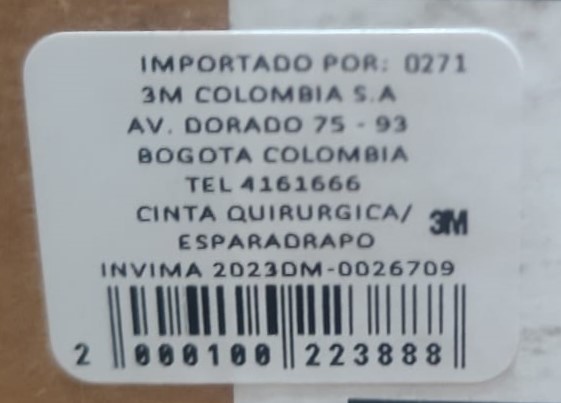 IMPORTADO POR: 0271
3M COLOMBIA S.A
AV. DORADO 75 - 93
BOGOTA COLOMBIA
TEL 4161666
CINTA QUIRURGICA/ 3M
ESPARADRAPO
INVIMA 2023DM-0026709
2 000100 223888